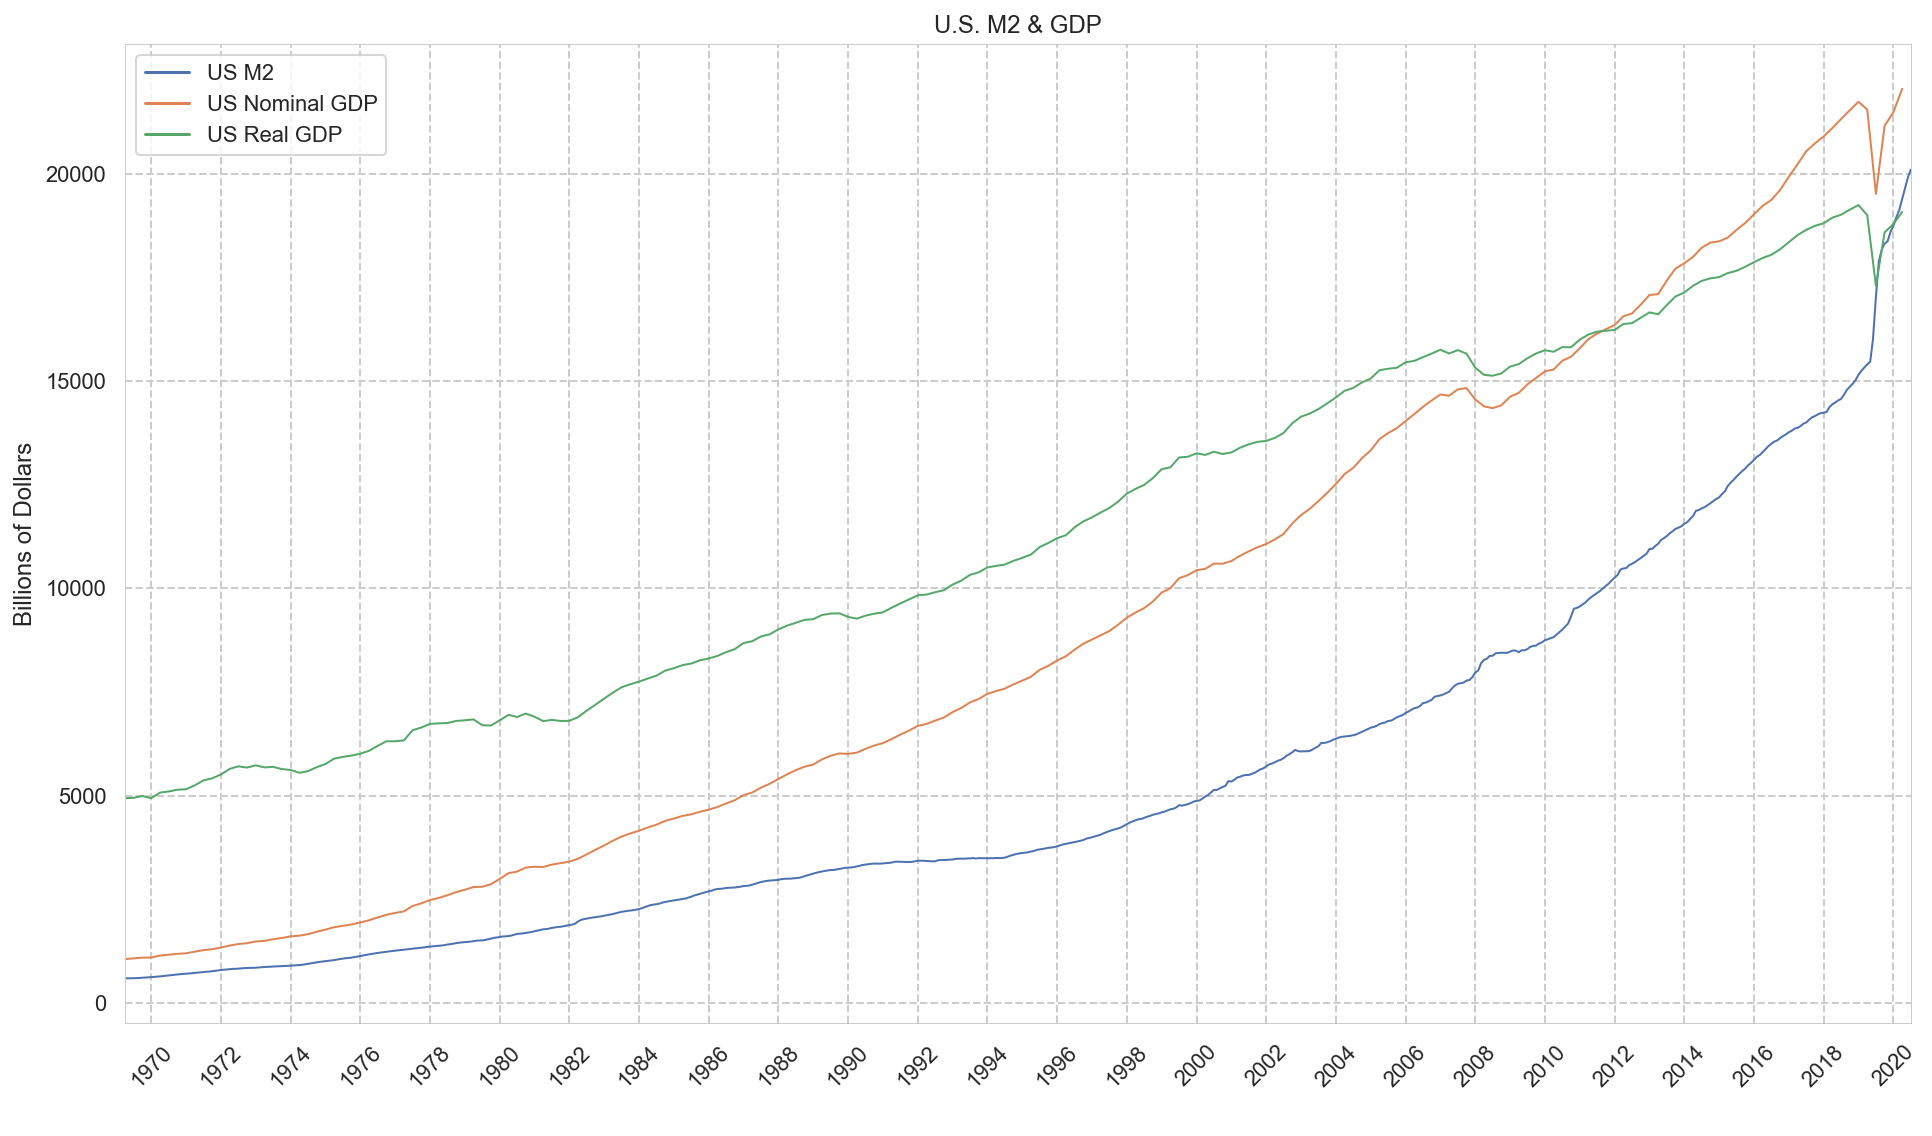 U.S. M2 & GDP
US M2
US Nominal GDP
US Real GDP
Billions of Dollars
20000
15000
10000
5000
0
1970 1972 1974 1976 1978 1980 1982 1984 1986 1988 1990 1992 1994 1996 1998 2000 2002 2004 2006 2008 2010 2012 2014 2016 2018 2020